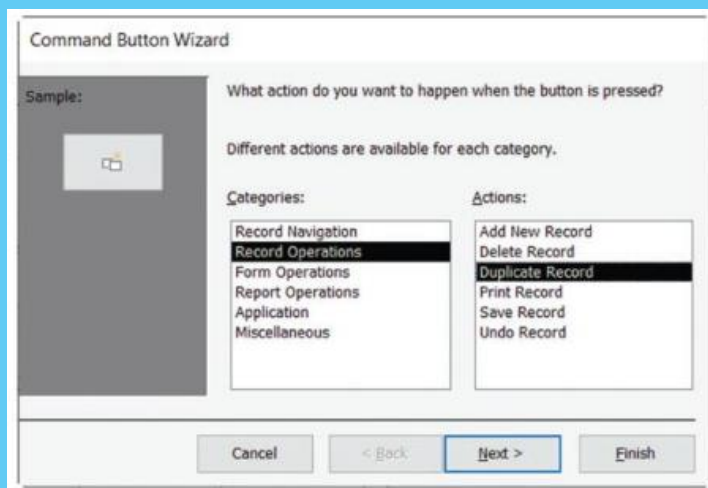 Command Button Wizard
Sample:
What action do you want to happen when the button is pressed?
Different actions are available for each category.
Categories:
Record Navigation
Record Operations
Form Operations
Report Operations
Application
Miscellaneous
Actions:
Add New Record
Delete Record
Duplicate Record
Print Record
Save Record
Undo Record
Cancel
< Back
Next >
Finish